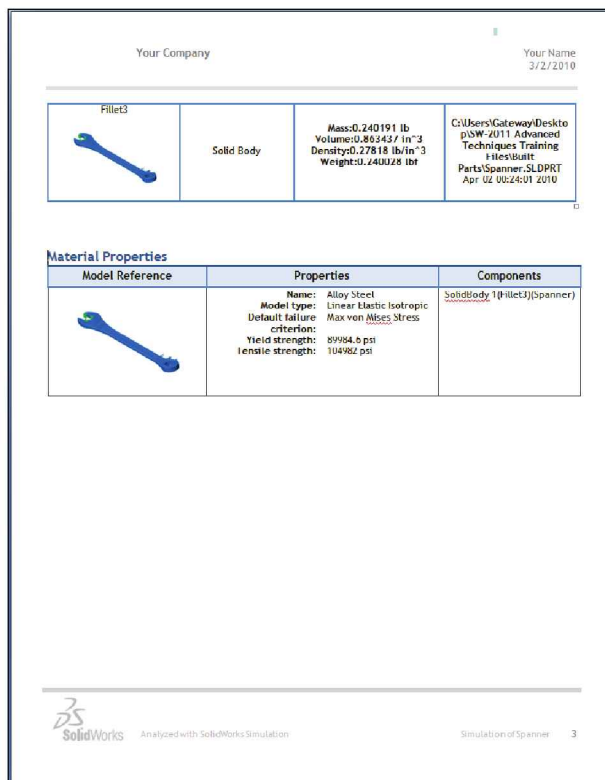 Your Company
Your Name
3/2/2010
Fillet3
Solid Body
Mass:0.240191 lb
Volume:0.863437 in^3
Density:0.27818 lb/in^3
Weight:0.240028 lbf
C:\Users\Gateway\Deskto
p\SW-2011 Advanced
Techniques Training
Files\Built
Parts\Spanner.SLDPRT
Apr 02 00:24:01 2010
Material Properties
Model Reference
Properties
Components
Name: Alloy Steel
Model type: Linear Elastic Isotropic
Default failure Max von Mises Stress
criterion:
Yield strength: 89984.6 psi
Tensile strength: 104982 psi
SolidBody 1(Fillet3)(Spanner)
SolidWorks
Analyzed with SolidWorks Simulation
Simulation of Spanner 3